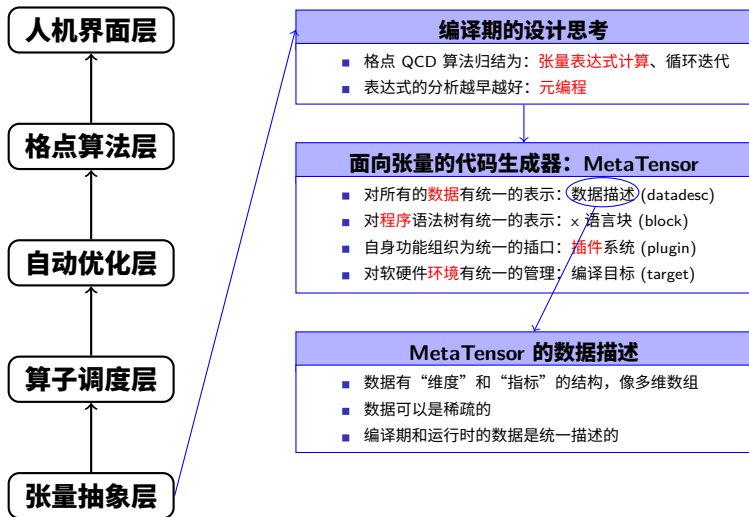 人机界面层
格点算法层
自动优化层
算子调度层
张量抽象层
编译期的设计思考
格点 QCD 算法归结为：张量表达式计算、循环迭代
表达式的分析越早越好：元编程
面向张量的代码生成器：MetaTensor
对所有的数据有统一的表示：数据描述 (datadesc)
对程序语法树有统一的表示：x 语言块 (block)
自身功能组织为统一的插口：插件系统 (plugin)
对软硬件环境有统一的管理：编译目标 (target)
MetaTensor 的数据描述
数据有“维度”和“指标”的结构，像多维数组
数据可以是稀疏的
编译期和运行时的数据是统一描述的